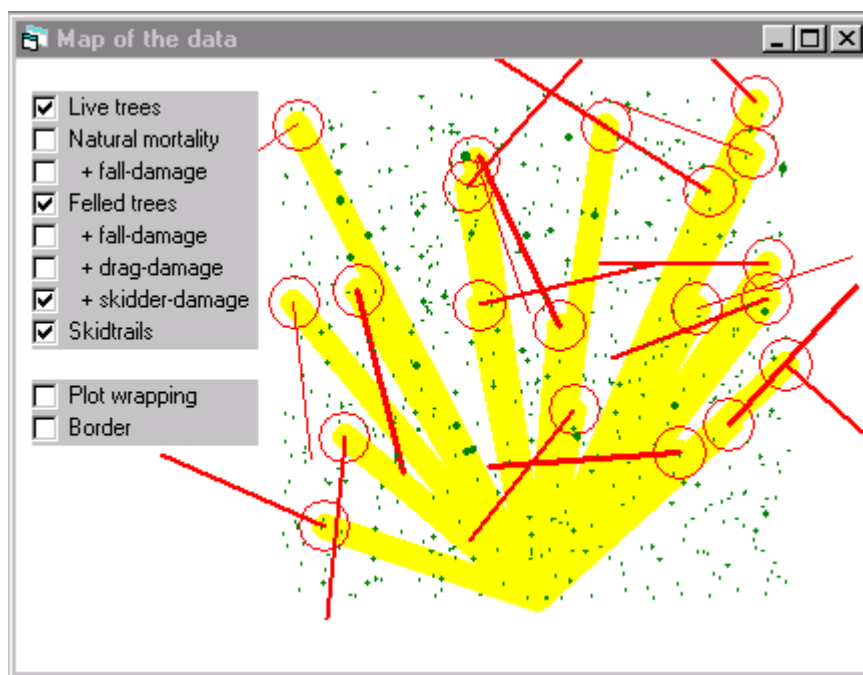 Map of the data
Live trees
Natural mortality
+ fall-damage
Felled trees
+ fall-damage
+ drag-damage
+ skidder-damage
Skidtrails
Plot wrapping
Border